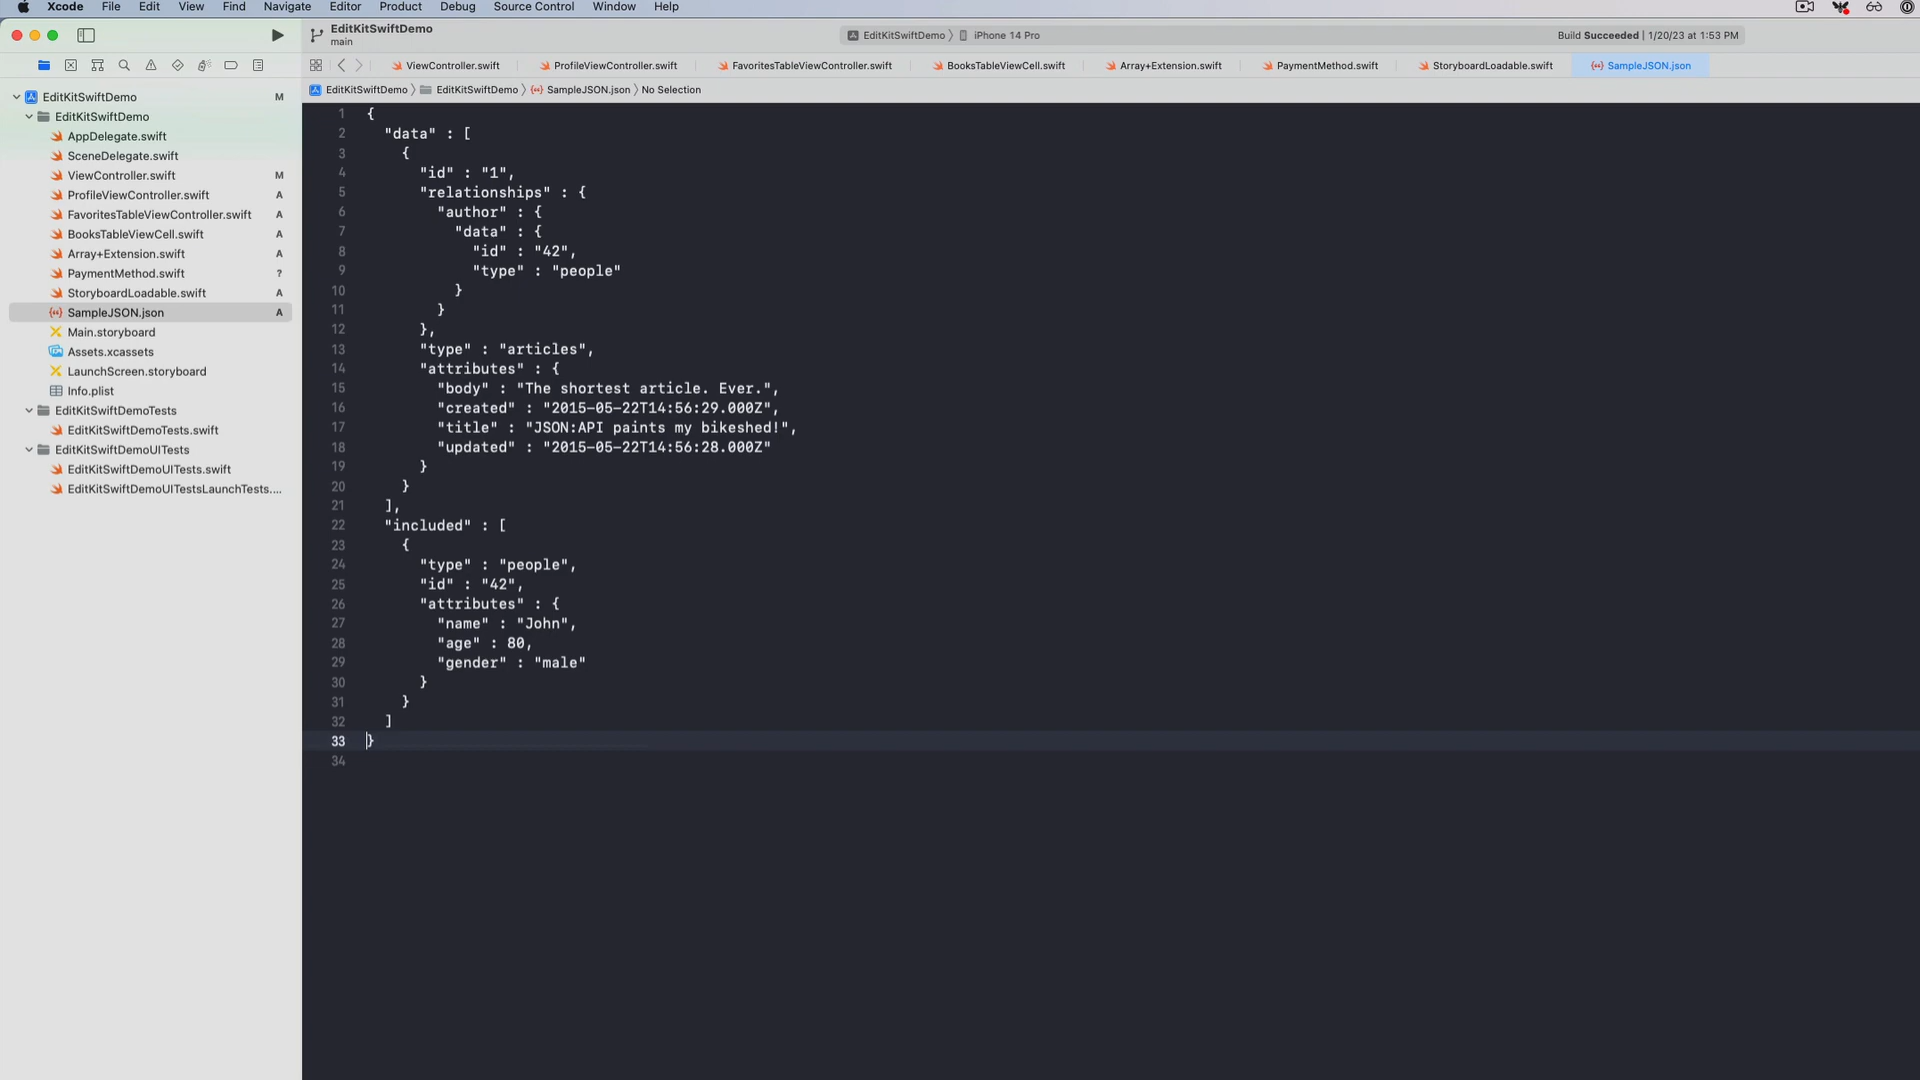 Xcode File Edit View Find Navigate Editor Product Debug Source Control Window Help
EditKitSwiftDemo
main
EditKitSwiftDemo iPhone 14 Pro
Build Succeeded | 1/20/23 at 1:53 PM
ViewController.swift ProfileViewController.swift FavoritesTableViewController.swift BooksTableViewCell.swift Array+Extension.swift PaymentMethod.swift StoryboardLoadable.swift SampleJSON.json
EditKitSwiftDemo EditKitSwiftDemo SampleJSON.json No Selection
EditKitSwiftDemo M
EditKitSwiftDemo
AppDelegate.swift
SceneDelegate.swift
ViewController.swift M
ProfileViewController.swift A
FavoritesTableViewController.swift A
BooksTableViewCell.swift A
Array+Extension.swift A
PaymentMethod.swift ?
StoryboardLoadable.swift A
SampleJSON.json A
Main.storyboard
Assets.xcassets
LaunchScreen.storyboard
Info.plist
EditKitSwiftDemoTests
EditKitSwiftDemoTests.swift
EditKitSwiftDemoUITests
EditKitSwiftDemoUITests.swift
EditKitSwiftDemoUITestsLaunchTests....
1 {
2 "data" : [
3 {
4 "id" : "1",
5 "relationships" : {
6 "author" : {
7 "data" : {
8 "id" : "42",
9 "type" : "people"
10 }
11 }
12 },
13 "type" : "articles",
14 "attributes" : {
15 "body" : "The shortest article. Ever.",
16 "created" : "2015-05-22T14:56:29.000Z",
17 "title" : "JSON:API paints my bikeshed!",
18 "updated" : "2015-05-22T14:56:28.000Z"
19 }
20 }
21 ],
22 "included" : [
23 {
24 "type" : "people",
25 "id" : "42",
26 "attributes" : {
27 "name" : "John",
28 "age" : 80,
29 "gender" : "male"
30 }
31 }
32 ]
33 }
34